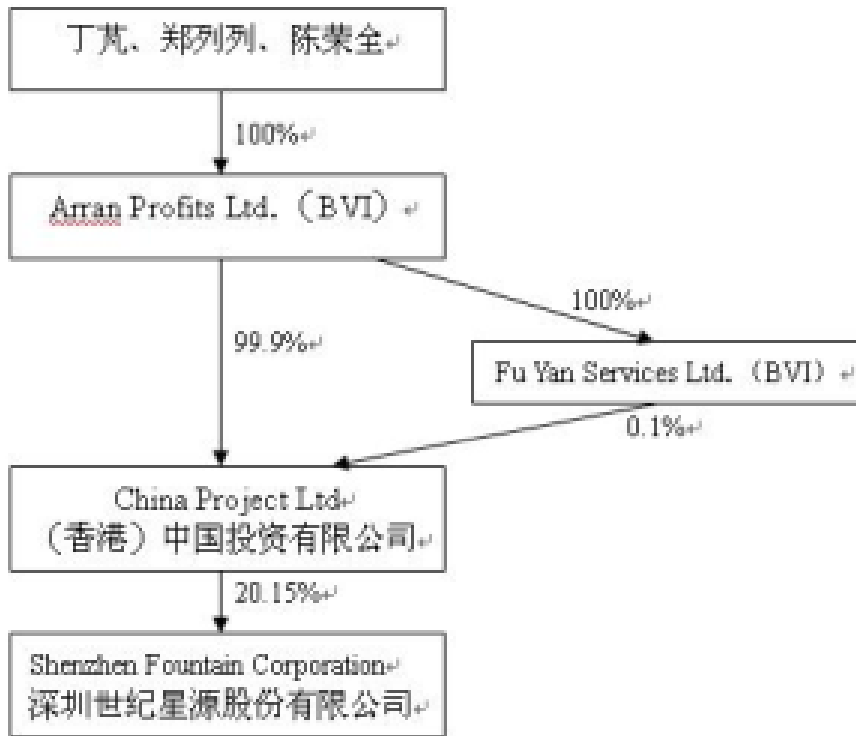 丁芃、郑列列、陈荣全
100%
Arran Profits Ltd.（BVI）
100%
99.9%
Fu Yan Services Ltd.（BVI）
0.1%
China Project Ltd
（香港）中国投资有限公司
20.15%
Shenzhen Fountain Corporation
深圳世纪星源股份有限公司